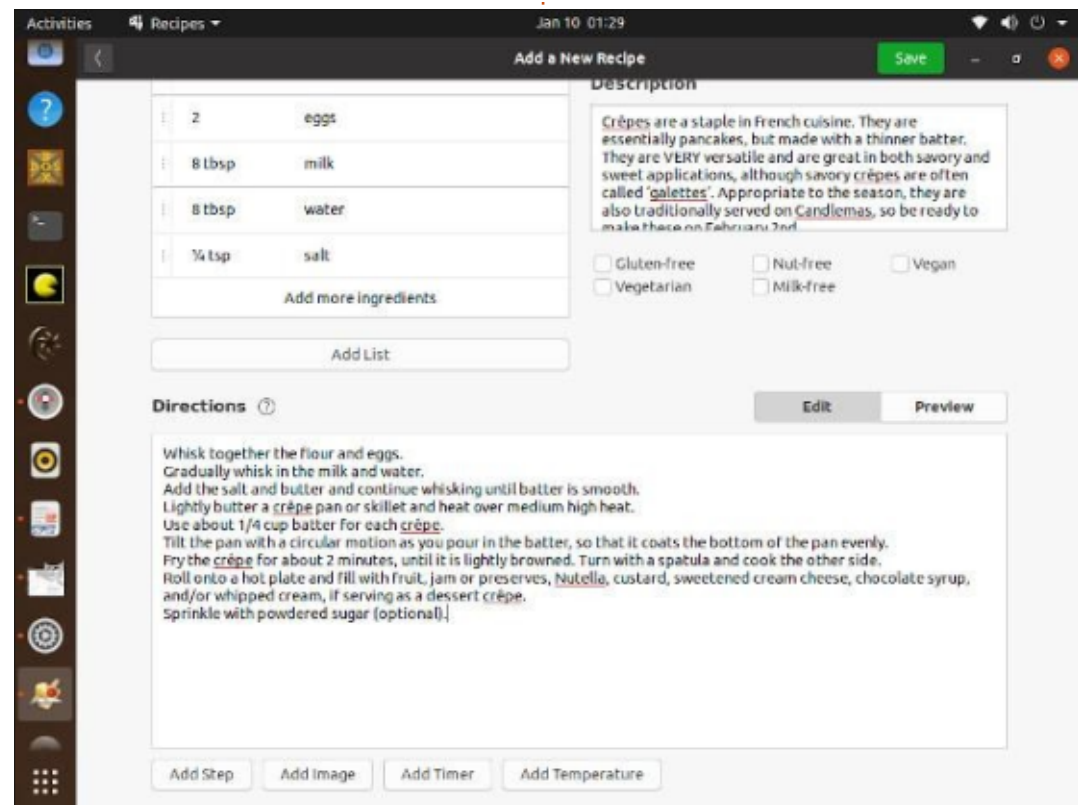 Activities
Recipes
Jan 10 01:29
Add a New Recipe
Save
Description
2 eggs
8 tbsp milk
8 tbsp water
¼ tsp salt
Add more ingredients
Add List
Crêpes are a staple in French cuisine. They are
essentially pancakes, but made with a thinner batter.
They are VERY versatile and are great in both savory and
sweet applications, although savory crêpes are often
called 'galettes'. Appropriate to the season, they are
also traditionally served on Candlemas, so be ready to
make these on February 2nd
Gluten-free
Nut-free
Vegan
Vegetarian
Milk-free
Directions
Edit
Preview
Whisk together the flour and eggs.
Gradually whisk in the milk and water.
Add the salt and butter and continue whisking until batter is smooth.
Lightly butter a crêpe pan or skillet and heat over medium high heat.
Use about 1/4 cup batter for each crêpe.
Tilt the pan with a circular motion as you pour in the batter, so that it coats the bottom of the pan evenly.
Fry the crêpe for about 2 minutes, until it is lightly browned. Turn with a spatula and cook the other side.
Roll onto a hot plate and fill with fruit, jam or preserves, Nutella, custard, sweetened cream cheese, chocolate syrup,
and/or whipped cream, if serving as a dessert crêpe.
Sprinkle with powdered sugar (optional).
Add Step
Add Image
Add Timer
Add Temperature